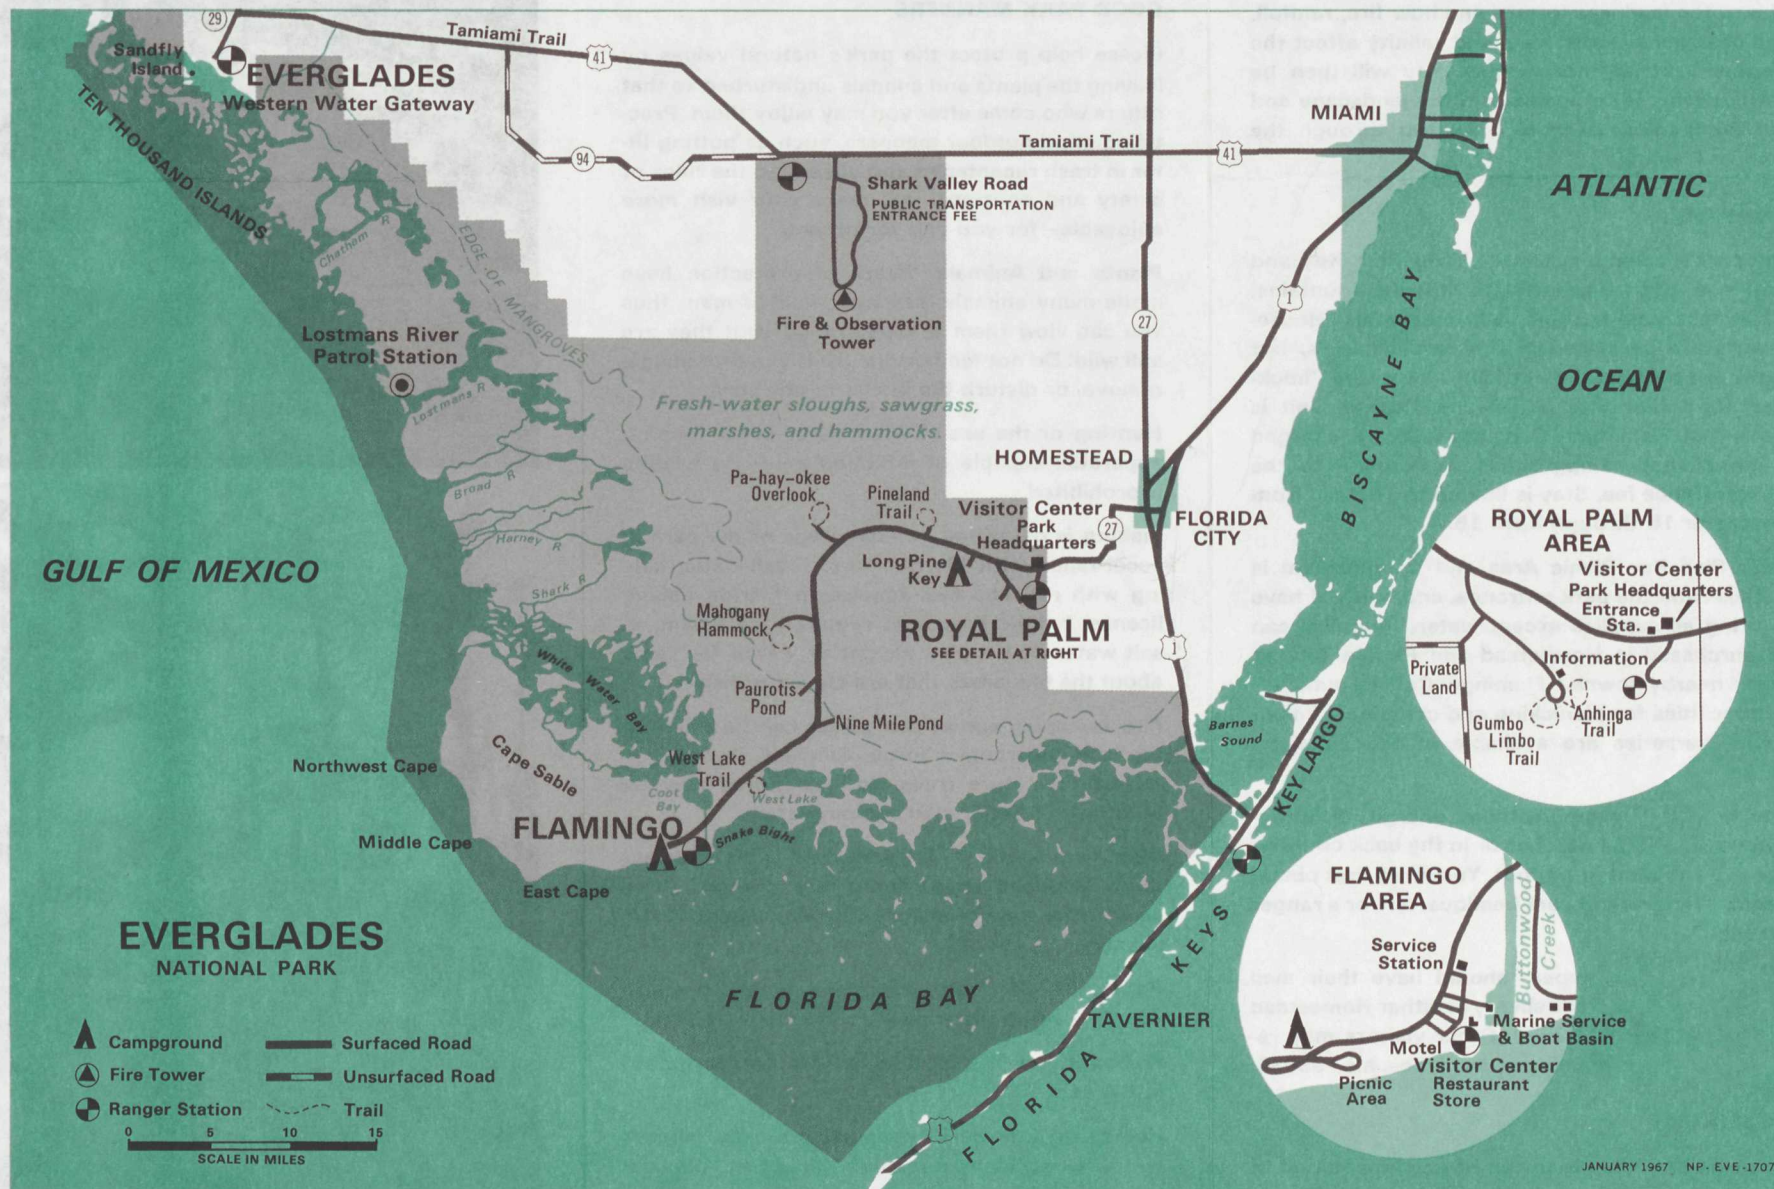 29
Tamiami Trail
41
Sandfly
Island
EVERGLADES
Western Water Gateway
TEN THOUSAND ISLANDS
94
Tamiami Trail
41
MIAMI
Shark Valley Road
PUBLIC TRANSPORTATION
ENTRANCE FEE
ATLANTIC
OCEAN
Chatham R
EDGE OF MANGROVES
Fire & Observation
Tower
27
1
BISCAYNE BAY
Lostmans River
Patrol Station
Lostmans R
Fresh-water sloughs, sawgrass,
marshes, and hammocks.
HOMESTEAD
Pa-hay-okee
Overlook
Pineland
Trail
Visitor Center
Park
Headquarters
27
FLORIDA
CITY
Broad R
Harney R
Shark R
GULF OF MEXICO
Long Pine
Key
Mahogany
Hammock
ROYAL PALM
SEE DETAIL AT RIGHT
1
White Water Bay
Paurotis
Pond
Nine Mile Pond
Barnes
Sound
KEY LARGO
Cape Sable
West Lake
Trail
Coot
Bay
West Lake
Northwest Cape
Middle Cape
FLAMINGO
Snake Bight
East Cape
ROYAL PALM
AREA
Visitor Center
Park Headquarters
Entrance
Sta.
Information
Private
Land
Gumbo
Limbo
Trail
Anhinga
Trail
FLAMINGO
AREA
Service
Station
Buttonwood
Creek
Marine Service
& Boat Basin
Motel
Visitor Center
Restaurant
Store
Picnic
Area
FLORIDA BAY
TAVERNIER
FLORIDA KEYS
1
EVERGLADES
NATIONAL PARK
Campground
Surfaced Road
Fire Tower
Unsurfaced Road
Ranger Station
Trail
0 5 10 15
SCALE IN MILES
JANUARY 1967 NP-EVE-1707